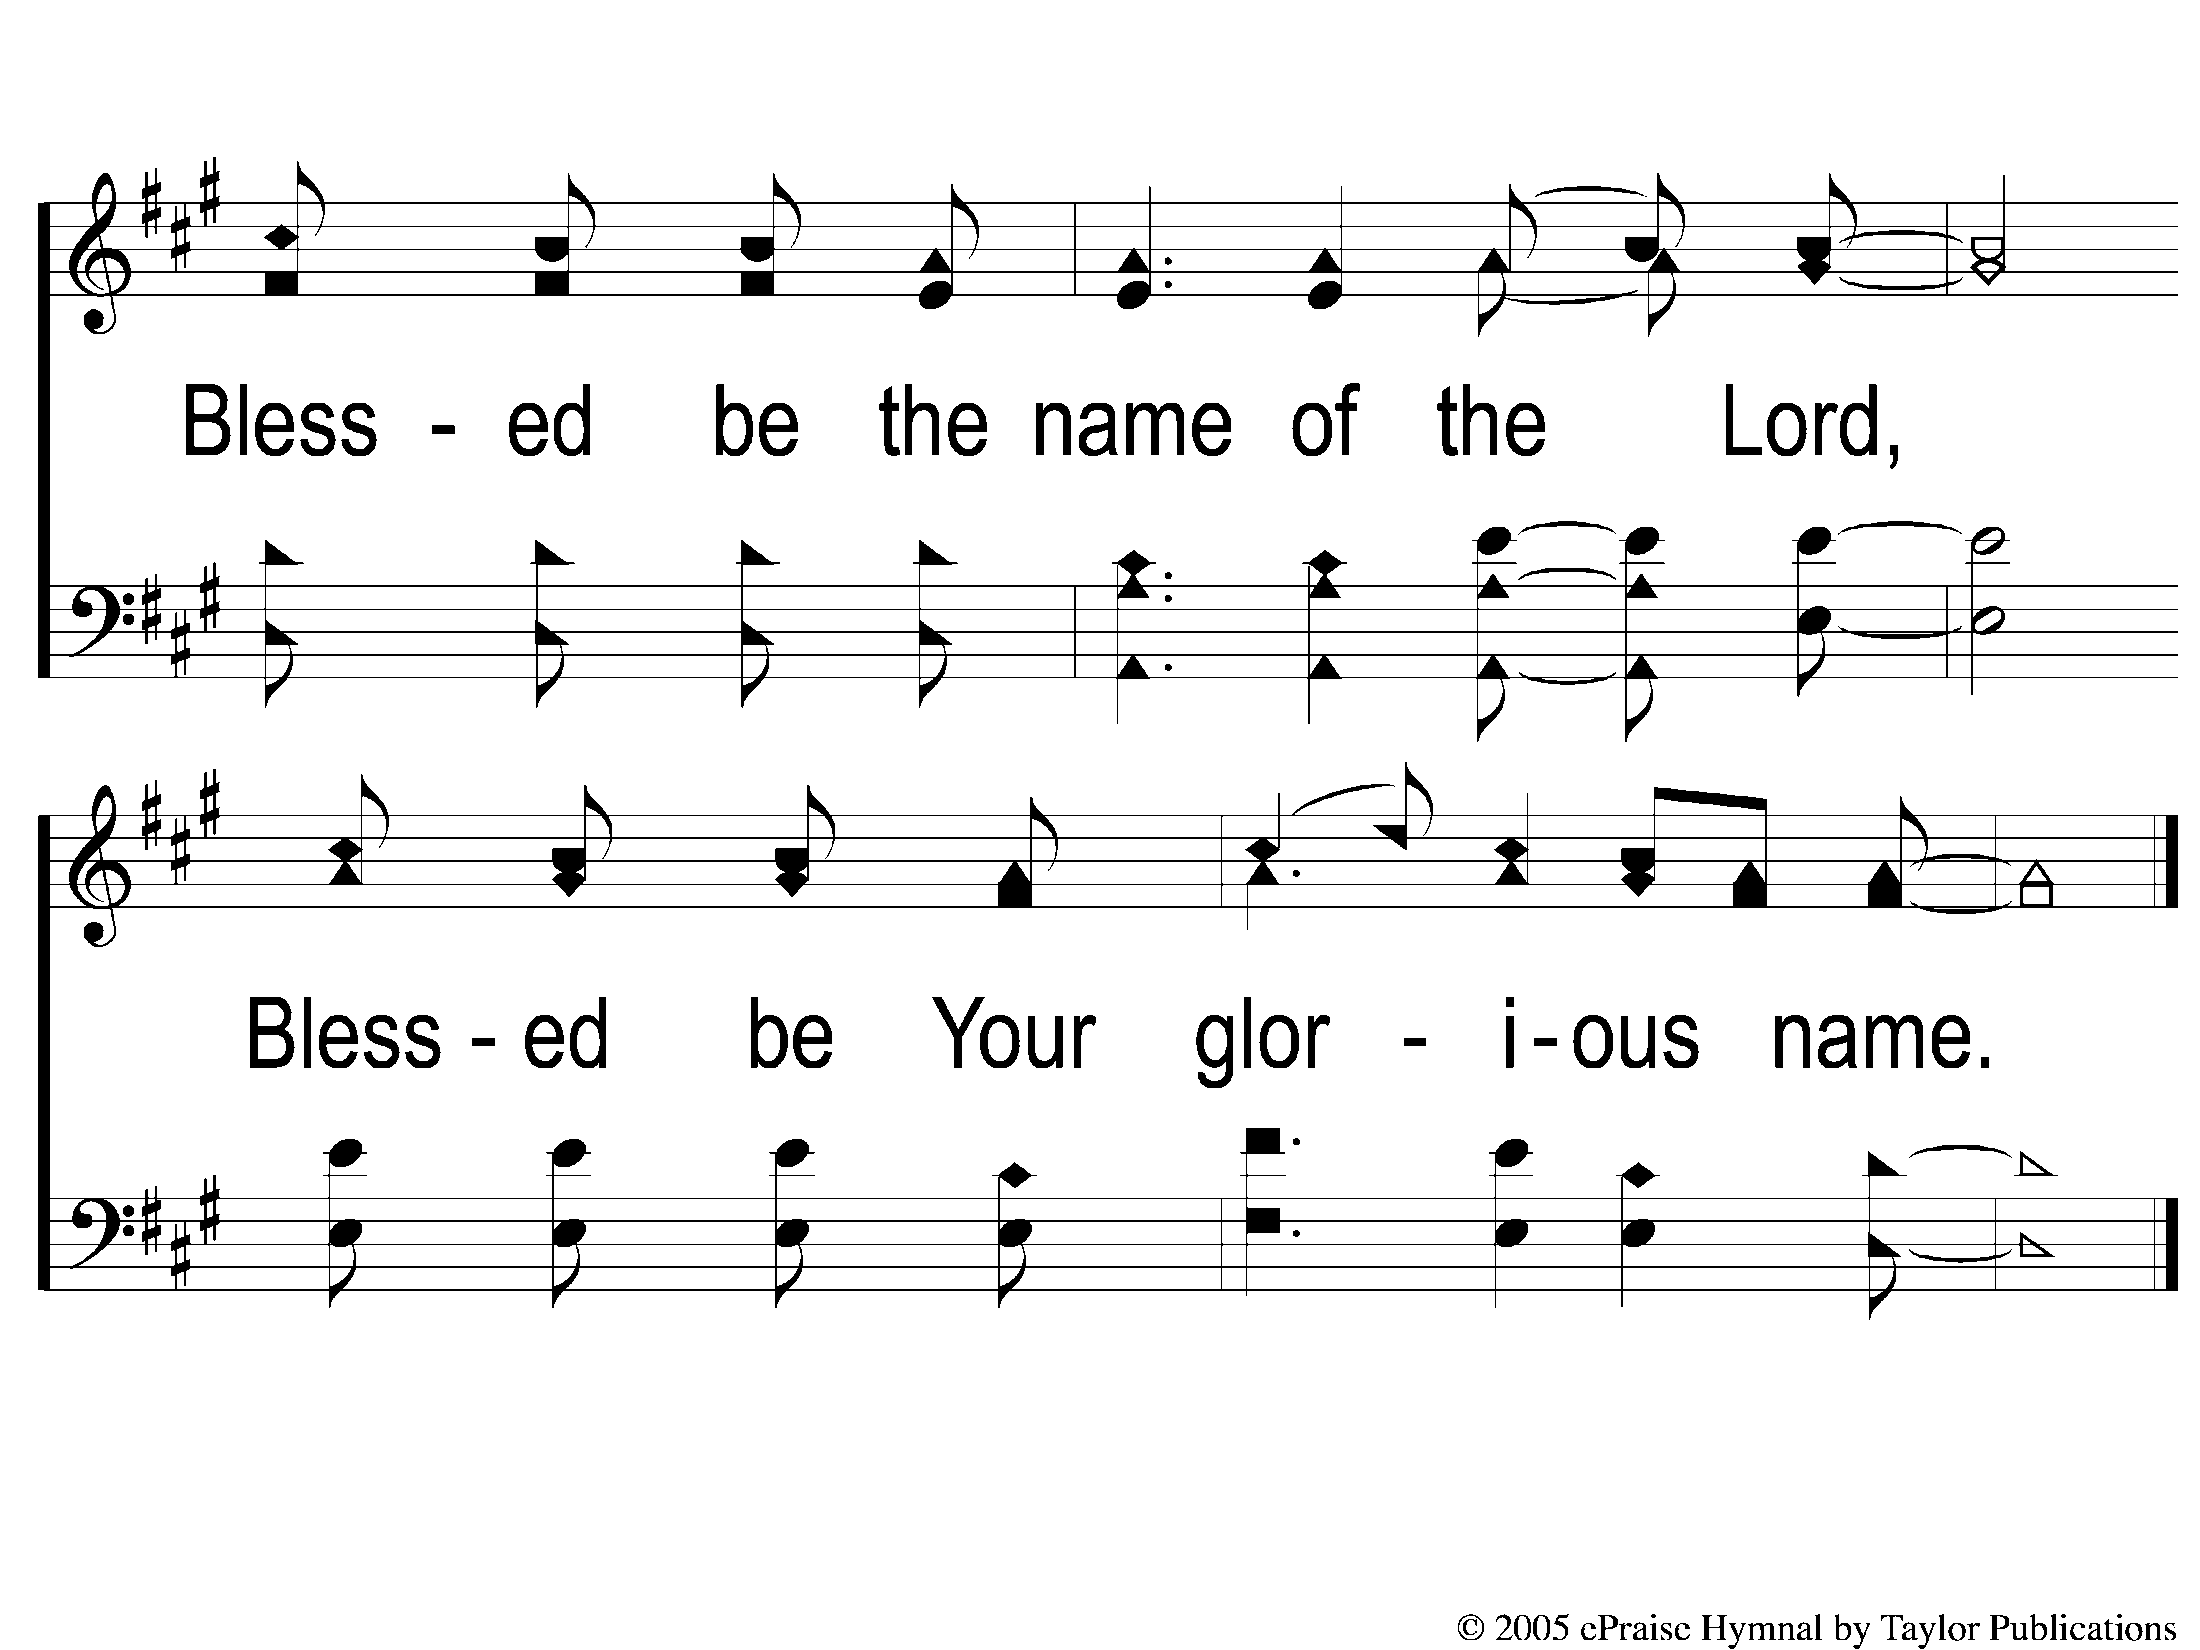 Bless - ed be the name of the Lord,
Bless - ed be Your glor - i - ous name.
© 2005 ePraise Hymnal by Taylor Publications